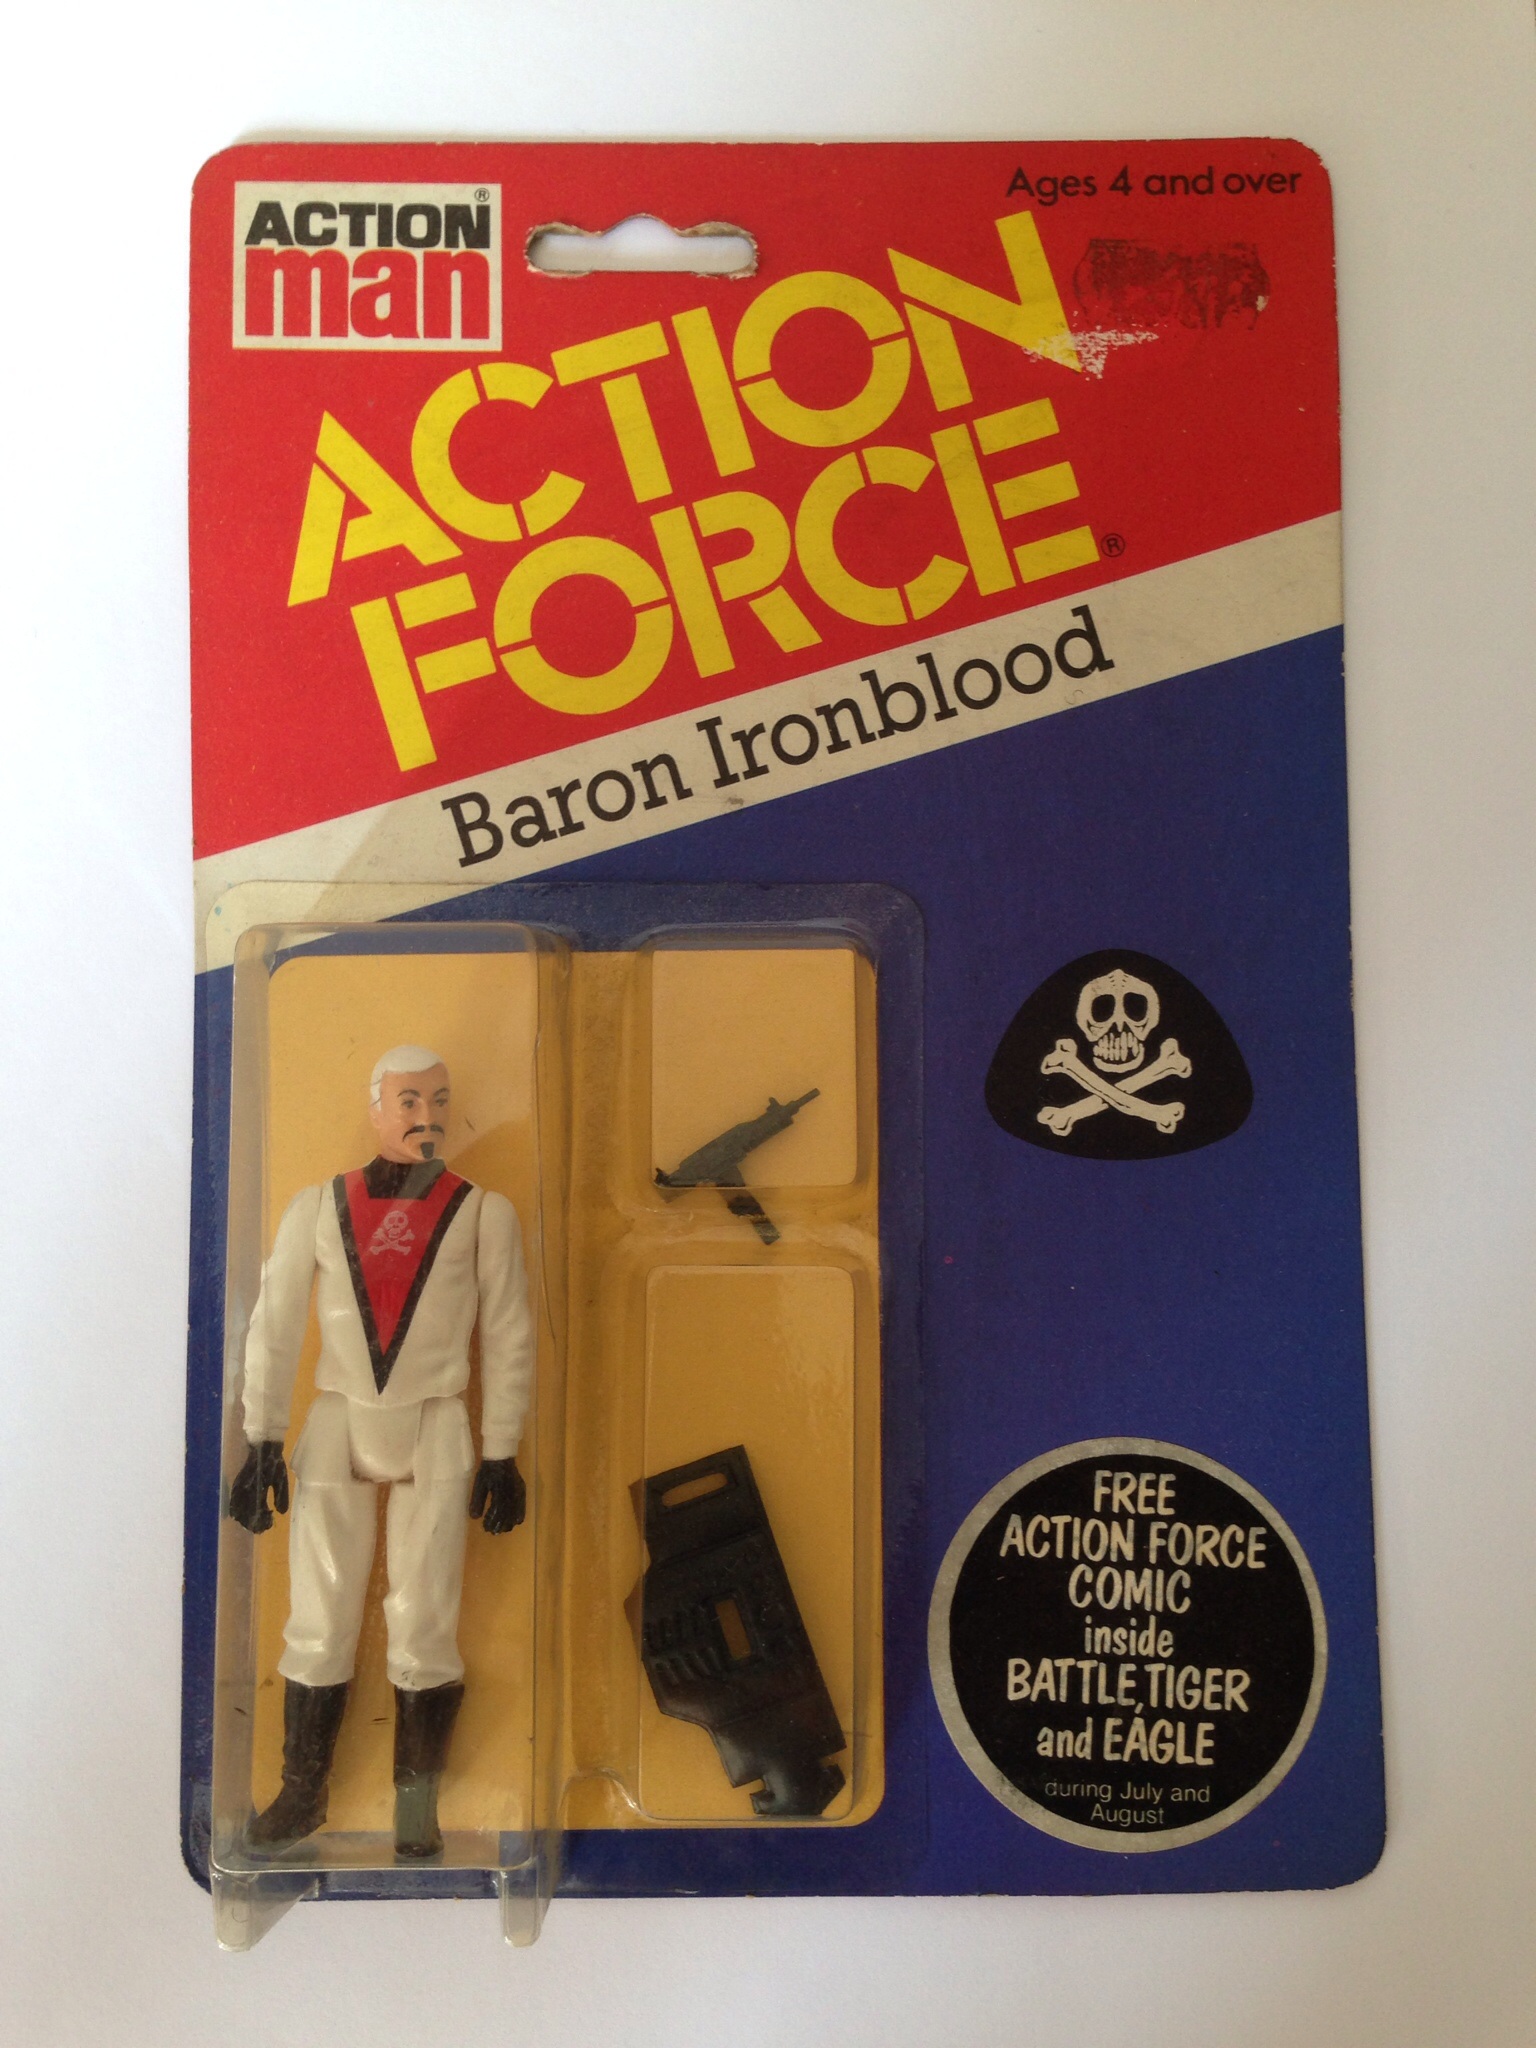 ACTION®
man
Ages 4 and over
ACTION
FORCE®
Baron Ironblood
FREE
ACTION FORCE
COMIC
inside
BATTLE, TIGER
and EAGLE
during July and
August